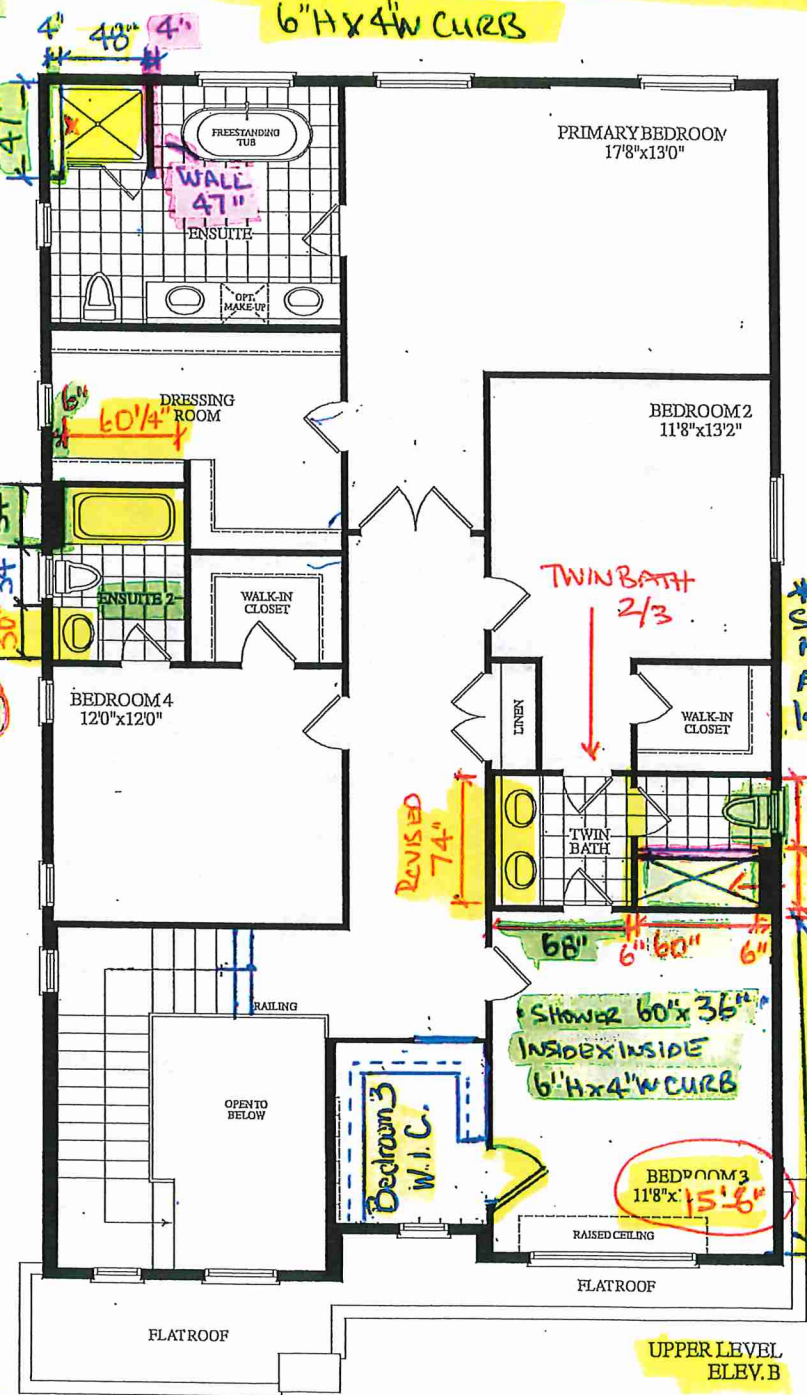 6"H X 4"W CURB
4" 48" 4"
47"
FREESTANDING
TUB
WALL
47"
ENSUITE
OPT.
MAKE-UP
PRIMARY BEDROOM
17'8"x13'0"
DRESSING
ROOM
6"
60 1/4"
BEDROOM 2
11'8"x13'2"
34
30"
ENSUITE 2
WALK-IN
CLOSET
TWIN BATH
2/3
BEDROOM 4
12'0"x12'0"
LINEN
WALK-IN
CLOSET
REVISED
74"
TWIN
BATH
68" 6" 60" 6"
RAILING
• SHOWER 60" x 36"
INSIDE X INSIDE
6"H x 4"W CURB
OPEN TO
BELOW
Bedroom 3
W.I.C.
BEDROOM 3
11'8"x 15'-6"
RAISED CEILING
FLAT ROOF
FLAT ROOF
UPPER LEVEL
ELEV. B